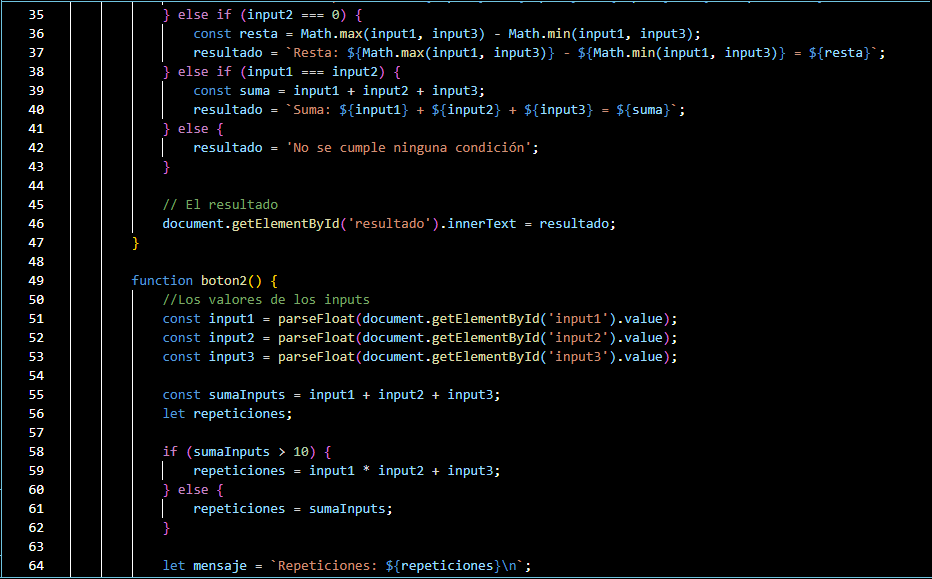 35 } else if (input2 === 0) {
36 const resta = Math.max(input1, input3) - Math.min(input1, input3);
37 resultado = `Resta: ${Math.max(input1, input3)} - ${Math.min(input1, input3)} = ${resta}`;
38 } else if (input1 === input2) {
39 const suma = input1 + input2 + input3;
40 resultado = `Suma: ${input1} + ${input2} + ${input3} = ${suma}`;
41 } else {
42 resultado = 'No se cumple ninguna condición';
43 }
44
45 // El resultado
46 document.getElementById('resultado').innerText = resultado;
47 }
48
49 function boton2() {
50 //Los valores de los inputs
51 const input1 = parseFloat(document.getElementById('input1').value);
52 const input2 = parseFloat(document.getElementById('input2').value);
53 const input3 = parseFloat(document.getElementById('input3').value);
54
55 const sumaInputs = input1 + input2 + input3;
56 let repeticiones;
57
58 if (sumaInputs > 10) {
59 repeticiones = input1 * input2 + input3;
60 } else {
61 repeticiones = sumaInputs;
62 }
63
64 let mensaje = `Repeticiones: ${repeticiones}\n`;